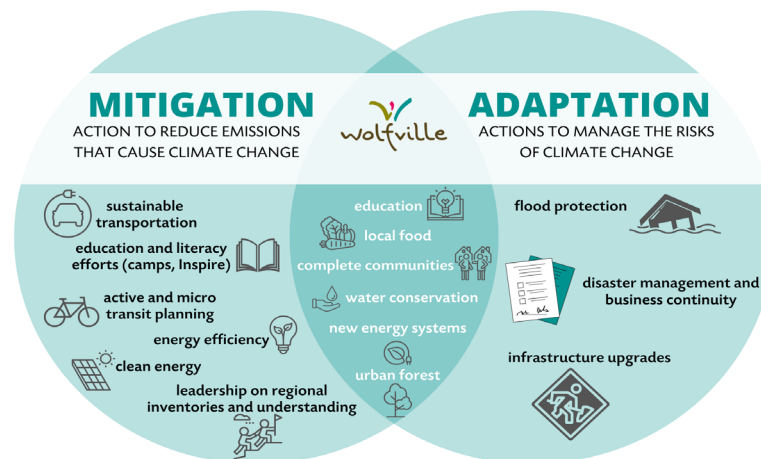 MITIGATION
ACTION TO REDUCE EMISSIONS
THAT CAUSE CLIMATE CHANGE
wolfville
ADAPTATION
ACTIONS TO MANAGE THE RISKS
OF CLIMATE CHANGE
sustainable
transportation
education and literacy
efforts (camps, Inspire)
active and micro
transit planning
energy efficiency
clean energy
leadership on regional
inventories and understanding
education
local food
complete communities
water conservation
new energy systems
urban forest
flood protection
disaster management and
business continuity
infrastructure upgrades